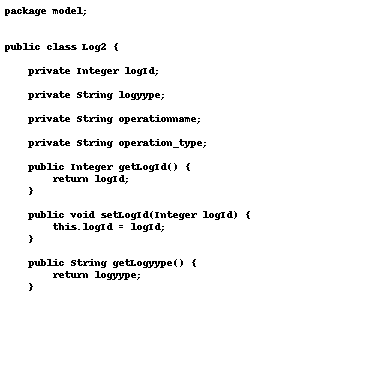 package model;
public class Log2 {
private Integer logId;
private String logyype;
private String operationname;
private String operation_type;
public Integer getLogId() {
return logId;
}
public void setLogId(Integer logId) {
this.logId = logId;
}
public String getLogyype() {
return logyype;
}